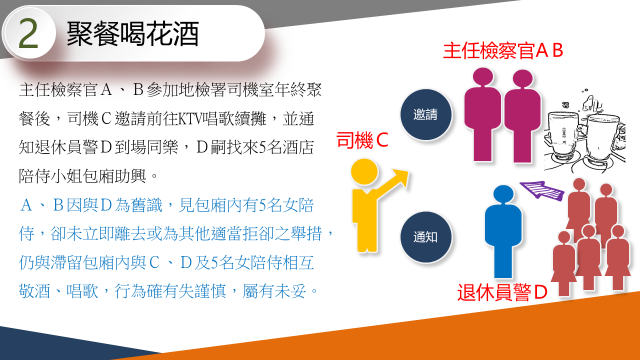 2 聚餐喝花酒
主任檢察官Ａ、Ｂ參加地檢署司機室年終聚
餐後，司機Ｃ邀請前往KTV唱歌續攤，並通
知退休員警Ｄ到場同樂，Ｄ嗣找來5名酒店
陪侍小姐包廂助興。
Ａ、Ｂ因與Ｄ為舊識，見包廂內有5名女陪
侍，卻未立即離去或為其他適當拒卻之舉措，
仍與滯留包廂內與Ｃ、Ｄ及5名女陪侍相互
敬酒、唱歌，行為確有失謹慎，屬有未妥。
主任檢察官ＡＢ
邀請
司機Ｃ
通知
退休員警Ｄ